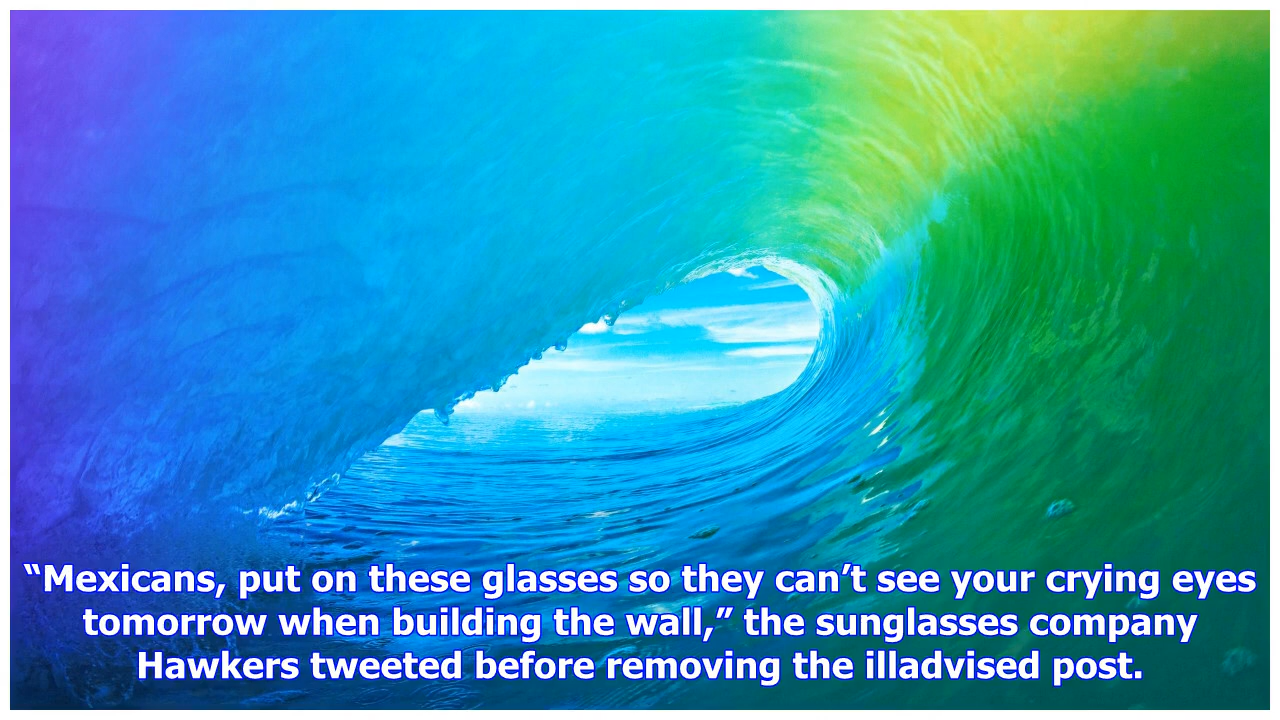 “Mexicans, put on these glasses so they can’t see your crying eyes
tomorrow when building the wall,” the sunglasses company
Hawkers tweeted before removing the illadvised post.